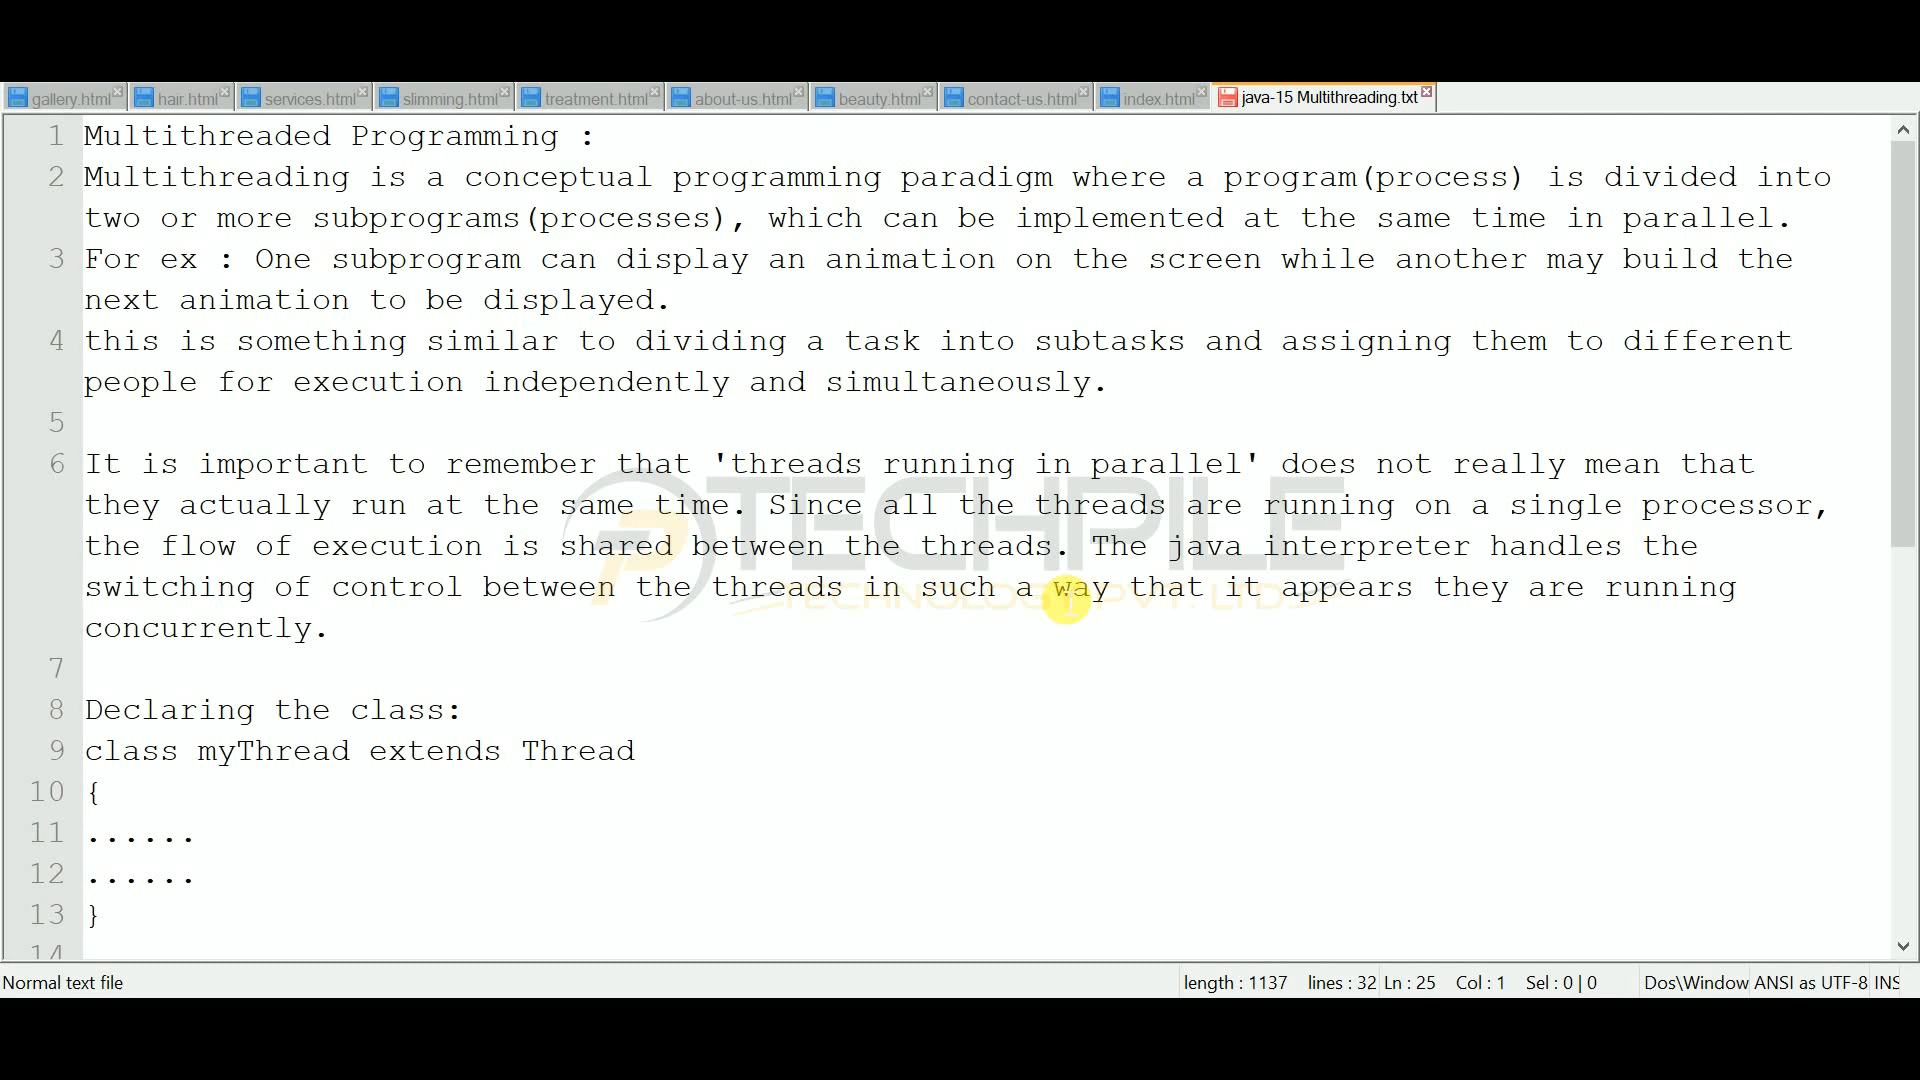 gallery.html hair.html services.html slimming.html treatment.html about-us.html beauty.html contact-us.html index.html java-15 Multithreading.txt
1 Multithreaded Programming :
2 Multithreading is a conceptual programming paradigm where a program(process) is divided into
two or more subprograms(processes), which can be implemented at the same time in parallel.
3 For ex : One subprogram can display an animation on the screen while another may build the
next animation to be displayed.
4 this is something similar to dividing a task into subtasks and assigning them to different
people for execution independently and simultaneously.
5
6 It is important to remember that 'threads running in parallel' does not really mean that
they actually run at the same time. Since all the threads are running on a single processor,
the flow of execution is shared between the threads. The java interpreter handles the
switching of control between the threads in such a way that it appears they are running
concurrently.
TECHPILE
TECHNOLOGY PVT. LTD.
7
8 Declaring the class:
9 class myThread extends Thread
10 {
11 ......
12 ......
13 }
14
Normal text file length : 1137 lines : 32 Ln : 25 Col : 1 Sel : 0 | 0 Dos\Window ANSI as UTF-8 INS